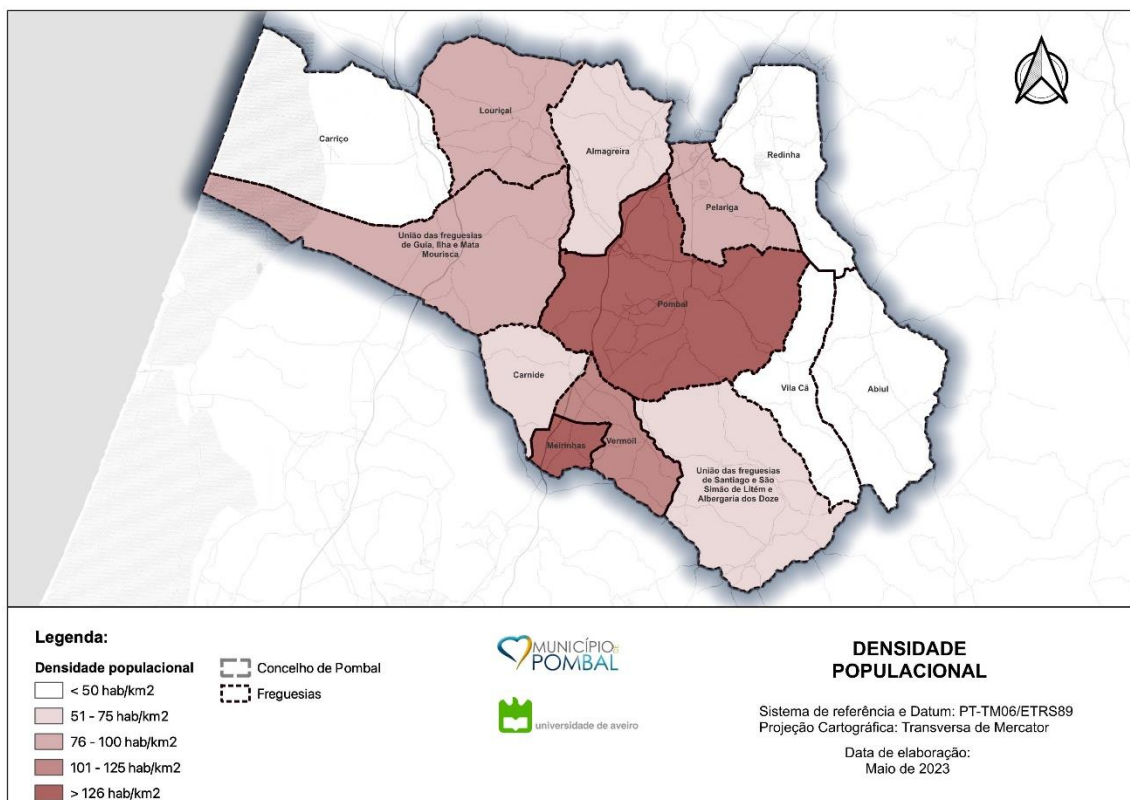 Carriço
Louriçal
Almagreira
Redinha
Pelariga
União das freguesias
de Guia, Ilha e Mata
Mourisca
Pombal
Carnide
Vila Cã
Abiul
Meirinhas
Vermoil
União das freguesias
de Santiago e São
Simão de Litém e
Albergaria dos Doze
Legenda:
Densidade populacional
< 50 hab/km2
51 - 75 hab/km2
76 - 100 hab/km2
101 - 125 hab/km2
> 126 hab/km2
Concelho de Pombal
Freguesias
MUNICÍPIO DE
POMBAL
universidade de aveiro
DENSIDADE
POPULACIONAL
Sistema de referência e Datum: PT-TM06/ETRS89
Projeção Cartográfica: Transversa de Mercator
Data de elaboração:
Maio de 2023